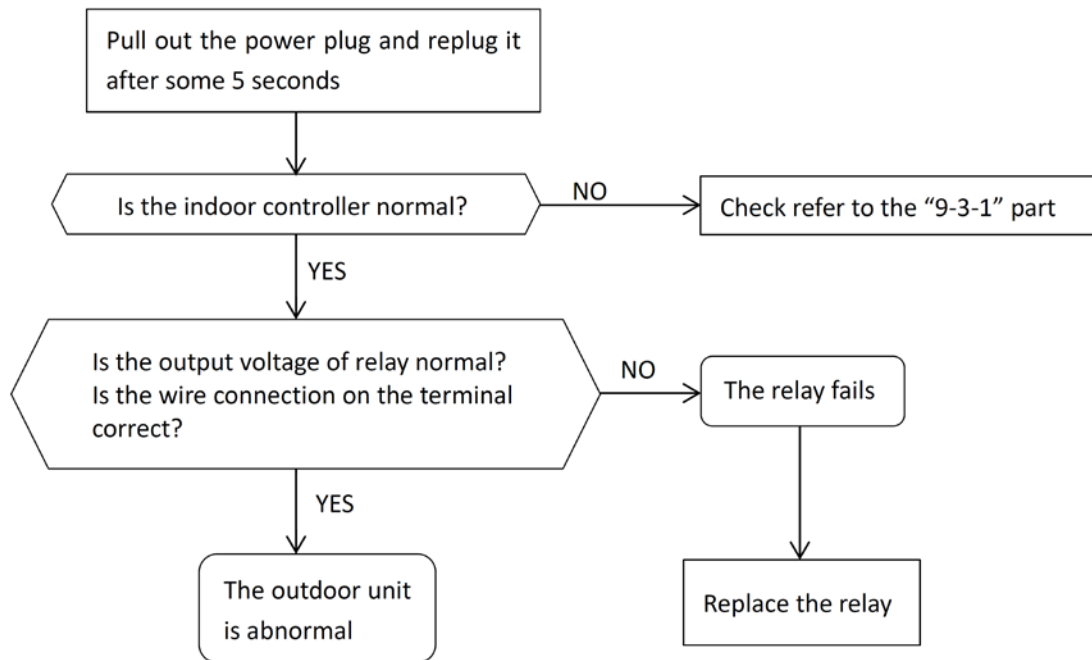 Pull out the power plug and replug it
after some 5 seconds
Is the indoor controller normal?
NO
Check refer to the “9-3-1” part
YES
Is the output voltage of relay normal?
Is the wire connection on the terminal
correct?
NO
The relay fails
YES
The outdoor unit
is abnormal
Replace the relay